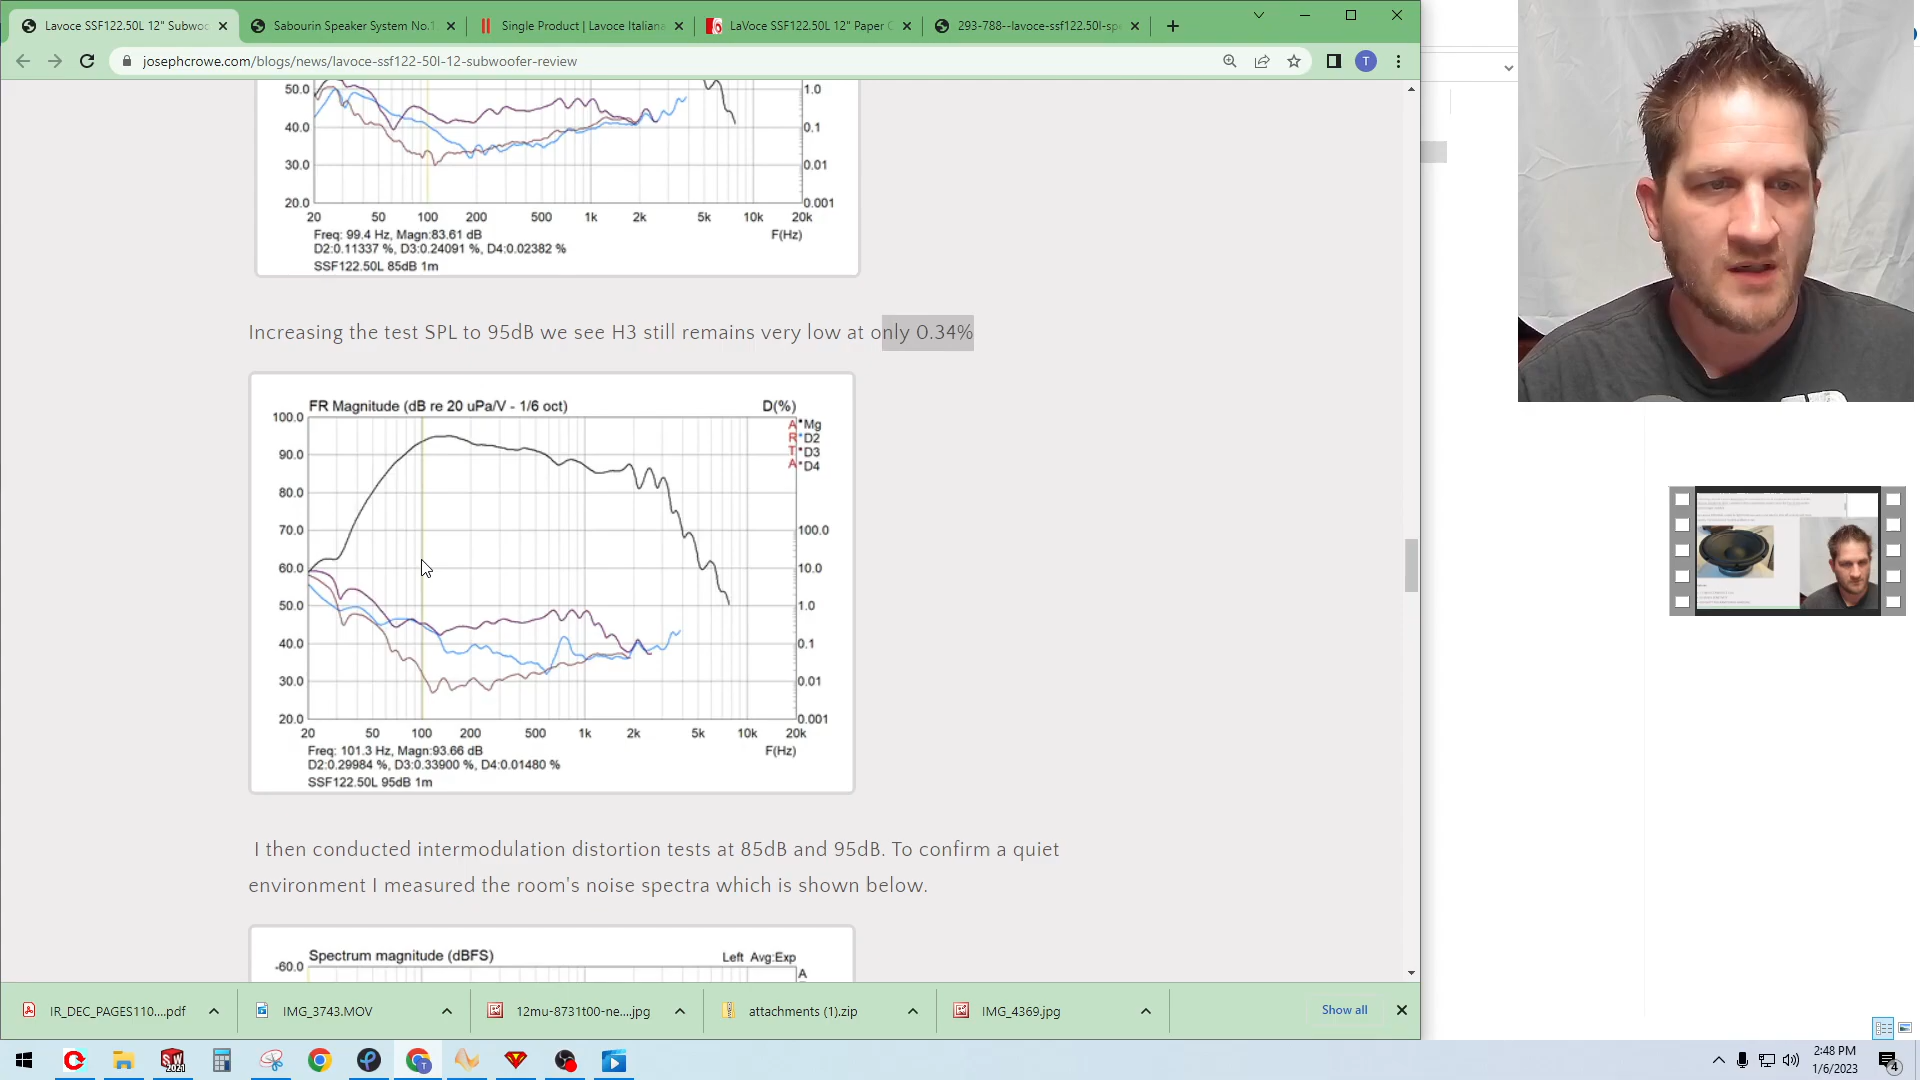 Lavoce SSF122.50L 12" Subwoc
Sabourin Speaker System No.1
Single Product | Lavoce Italiana
LaVoce SSF122.50L 12" Paper C
293-788--lavoce-ssf122.50l-spe
josephcrowe.com/blogs/news/lavoce-ssf122-50l-12-subwoofer-review
T
50.0
1.0
40.0
0.1
30.0
0.01
20.0
0.001
20 50 100 200 500 1k 2k 5k 10k 20k
Freq: 99.4 Hz, Magn:83.61 dB
F(Hz)
D2:0.11337 %, D3:0.24091 %, D4:0.02382 %
SSF122.50L 85dB 1m
Increasing the test SPL to 95dB we see H3 still remains very low at only 0.34%
FR Magnitude (dB re 20 uPa/V - 1/6 oct)
D(%)
100.0
A *Mg
R *D2
T *D3
A *D4
90.0
80.0
70.0
100.0
60.0
10.0
50.0
1.0
40.0
0.1
30.0
0.01
20.0
0.001
20 50 100 200 500 1k 2k 5k 10k 20k
Freq: 101.3 Hz, Magn:93.66 dB
F(Hz)
D2:0.29984 %, D3:0.33900 %, D4:0.01480 %
SSF122.50L 95dB 1m
I then conducted intermodulation distortion tests at 85dB and 95dB. To confirm a quiet
environment I measured the room's noise spectra which is shown below.
Spectrum magnitude (dBFS)
Left Avg:Exp
-60.0
A
IR_DEC_PAGES110....pdf
IMG_3743.MOV
12mu-8731t00-ne....jpg
attachments (1).zip
IMG_4369.jpg
Show all
SW
2021
T
2:48 PM
1/6/2023
4